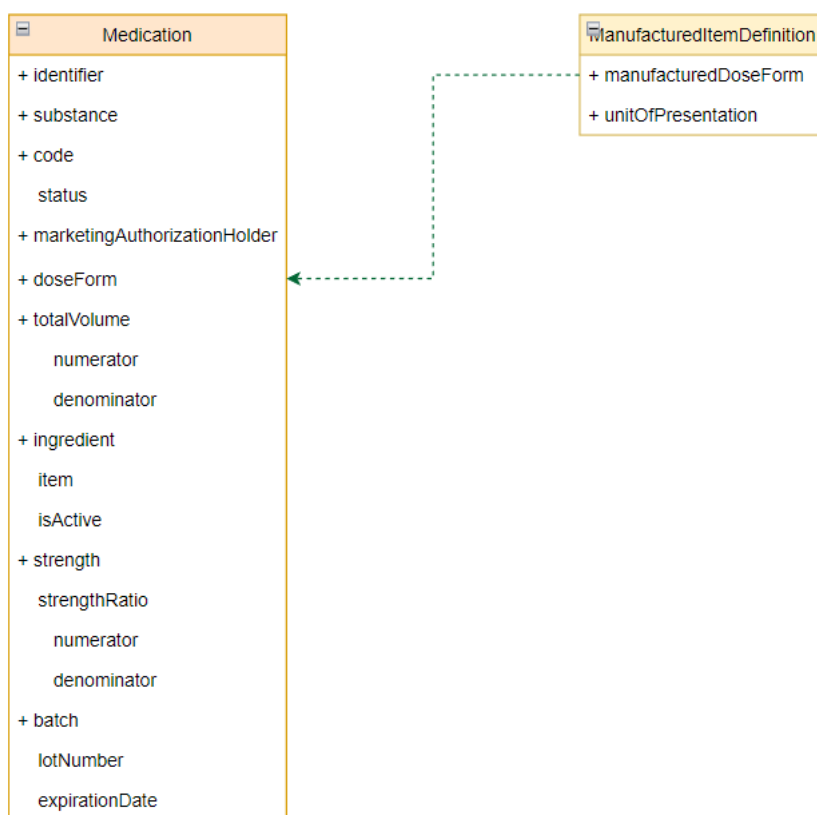 Medication
+ identifier
+ substance
+ code
status
+ marketingAuthorizationHolder
+ doseForm
+ totalVolume
numerator
denominator
+ ingredient
item
isActive
+ strength
strengthRatio
numerator
denominator
+ batch
lotNumber
expirationDate
ManufacturedItemDefinition
+ manufacturedDoseForm
+ unitOfPresentation